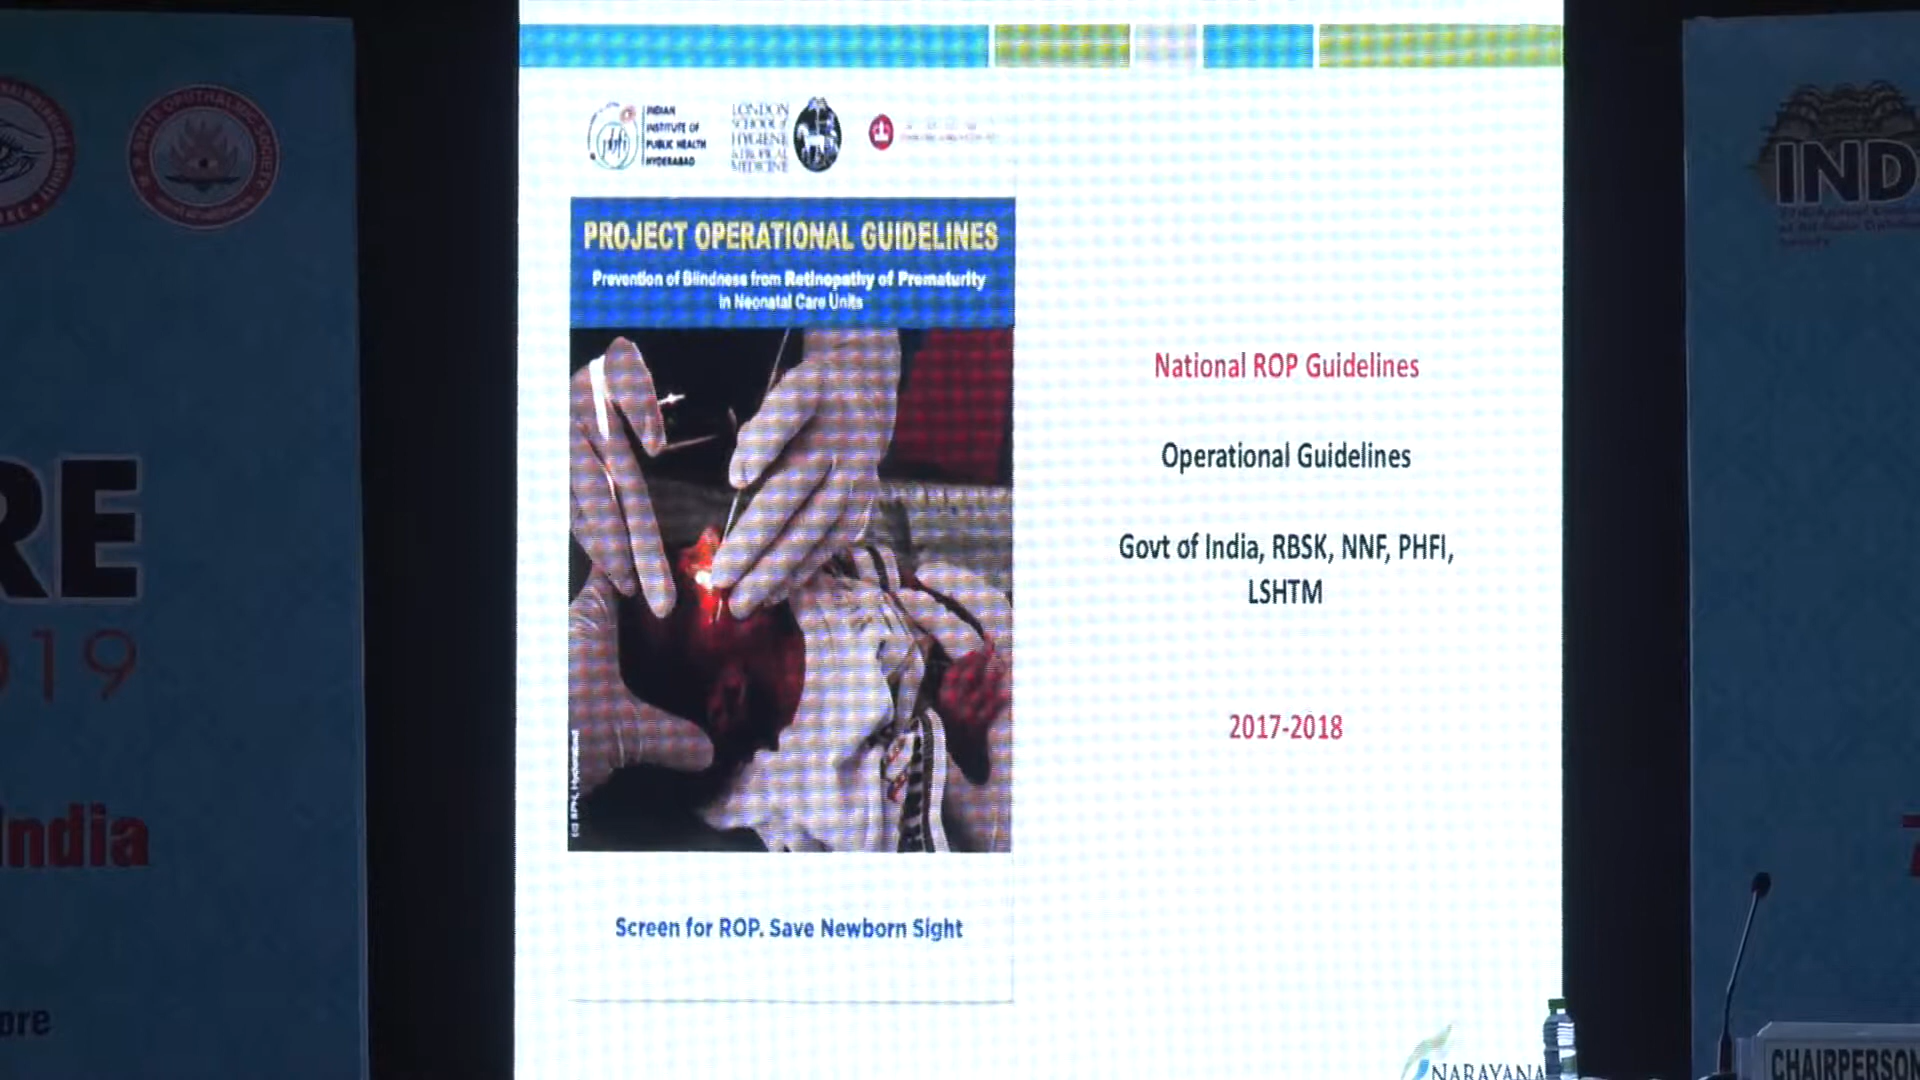 INDIAN
INSTITUTE OF
PUBLIC HEALTH
HYDERABAD
LONDON
SCHOOL of
HYGIENE
& TROPICAL
MEDICINE
PROJECT OPERATIONAL GUIDELINES
Prevention of Blindness from Retinopathy of Prematurity
in Neonatal Care Units
Screen for ROP. Save Newborn Sight
National ROP Guidelines
Operational Guidelines
Govt of India, RBSK, NNF, PHFI,
LSHTM
2017-2018
NARAYANA
RE
019
India
ore
IND
CHAIRPERSON